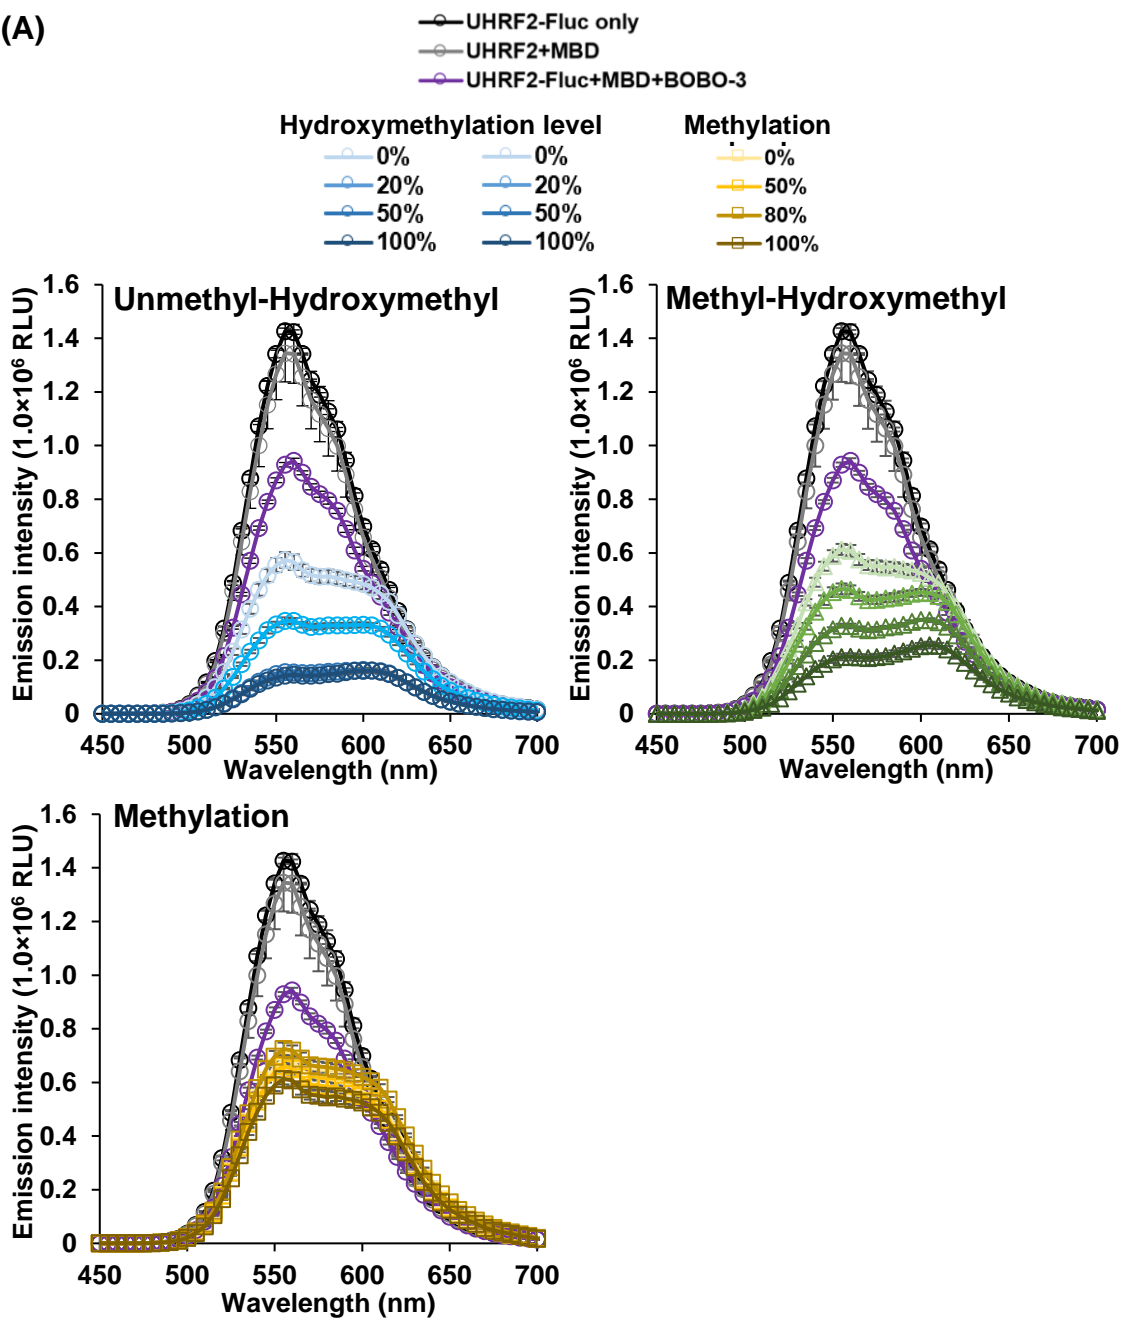 (A)
UHRF2-Fluc only
UHRF2+MBD
UHRF2-Fluc+MBD+BOBO-3
Hydroxymethylation level
Methylation
0% 0% 0%
20% 20% 50%
50% 50% 80%
100% 100% 100%
Unmethyl-Hydroxymethyl
Emission intensity (1.0×10⁶ RLU)
1.6
1.4
1.2
1.0
0.8
0.6
0.4
0.2
0
450 500 550 600 650 700
Wavelength (nm)
Methyl-Hydroxymethyl
Emission intensity (1.0×10⁶ RLU)
1.6
1.4
1.2
1.0
0.8
0.6
0.4
0.2
0
450 500 550 600 650 700
Wavelength (nm)
Methylation
Emission intensity (1.0×10⁶ RLU)
1.6
1.4
1.2
1.0
0.8
0.6
0.4
0.2
0
450 500 550 600 650 700
Wavelength (nm)